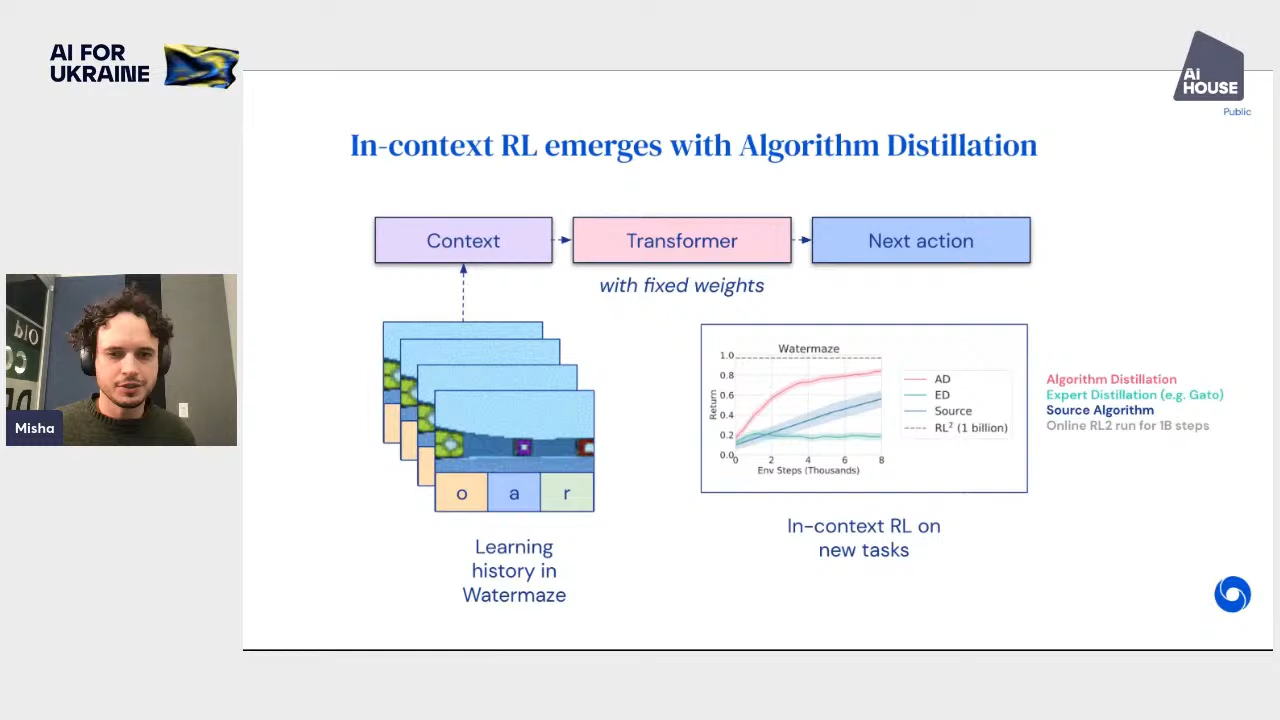 AI FOR
UKRAINE
Ai
HOUSE
Public
In-context RL emerges with Algorithm Distillation
Context
Transformer
Next action
with fixed weights
o
a
r
Learning
history in
Watermaze
Watermaze
Return
1.0
0.8
0.6
0.4
0.2
0.0
0
2
4
6
8
Env Steps (Thousands)
AD
ED
Source
RL² (1 billion)
Algorithm Distillation
Expert Distillation (e.g. Gato)
Source Algorithm
Online RL2 run for 1B steps
In-context RL on
new tasks
Misha